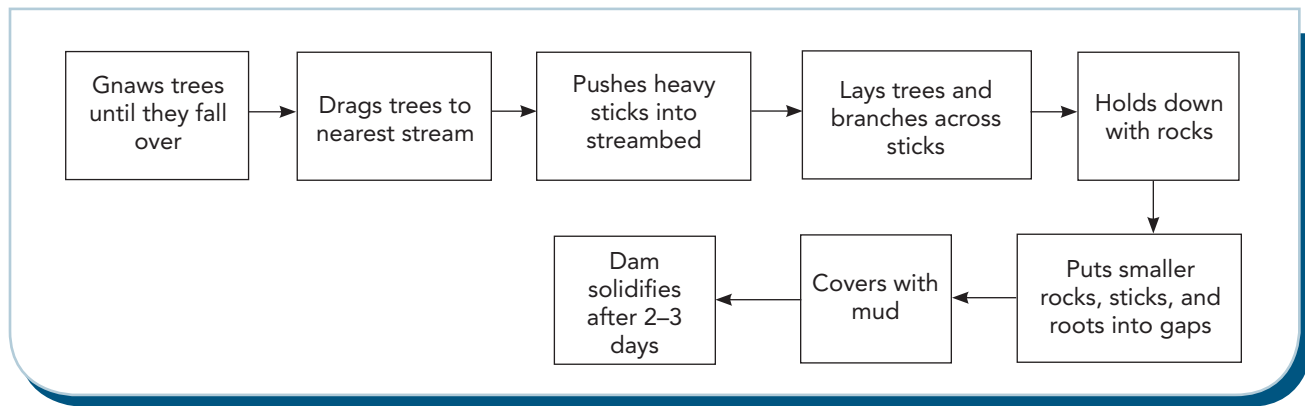 Gnaws trees
until they fall
over
Drags trees to
nearest stream
Pushes heavy
sticks into
streambed
Lays trees and
branches across
sticks
Holds down
with rocks
Puts smaller
rocks, sticks, and
roots into gaps
Covers with
mud
Dam
solidifies
after 2–3
days